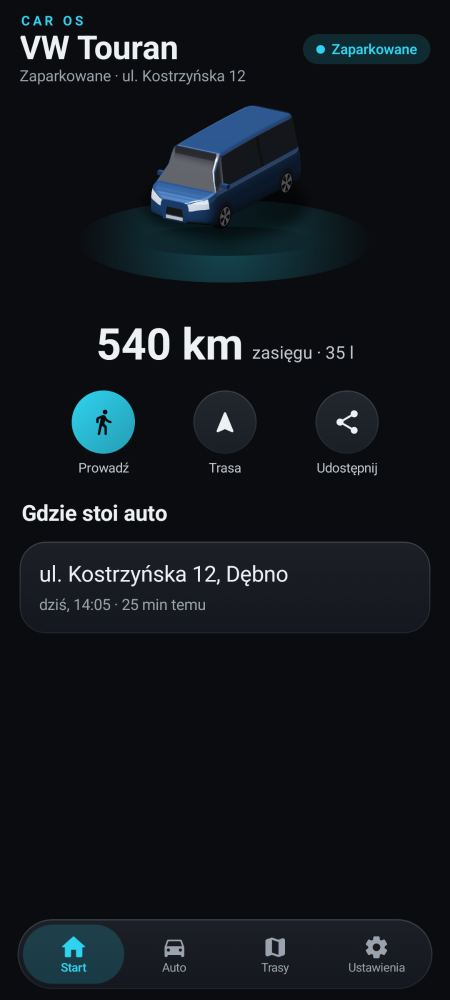 CAR OS
VW Touran
Zaparkowane
Zaparkowane · ul. Kostrzyńska 12
540 km zasięgu · 35 l
Prowadź
Trasa
Udostępnij
Gdzie stoi auto
ul. Kostrzyńska 12, Dębno
dziś, 14:05 · 25 min temu
Start
Auto
Trasy
Ustawienia